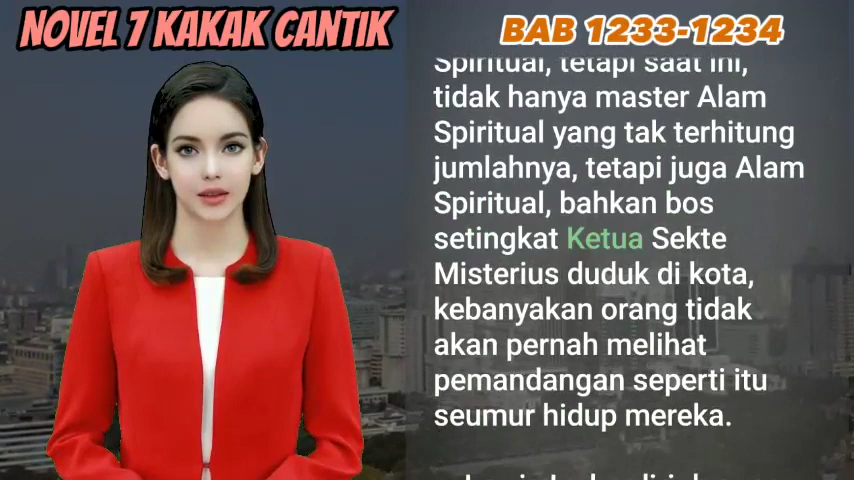 NOVEL 7 KAKAK CANTIK
BAB 1233-1234
Spiritual, tetapi saat ini,
tidak hanya master Alam
Spiritual yang tak terhitung
jumlahnya, tetapi juga Alam
Spiritual, bahkan bos
setingkat Ketua Sekte
Misterius duduk di kota,
kebanyakan orang tidak
akan pernah melihat
pemandangan seperti itu
seumur hidup mereka.